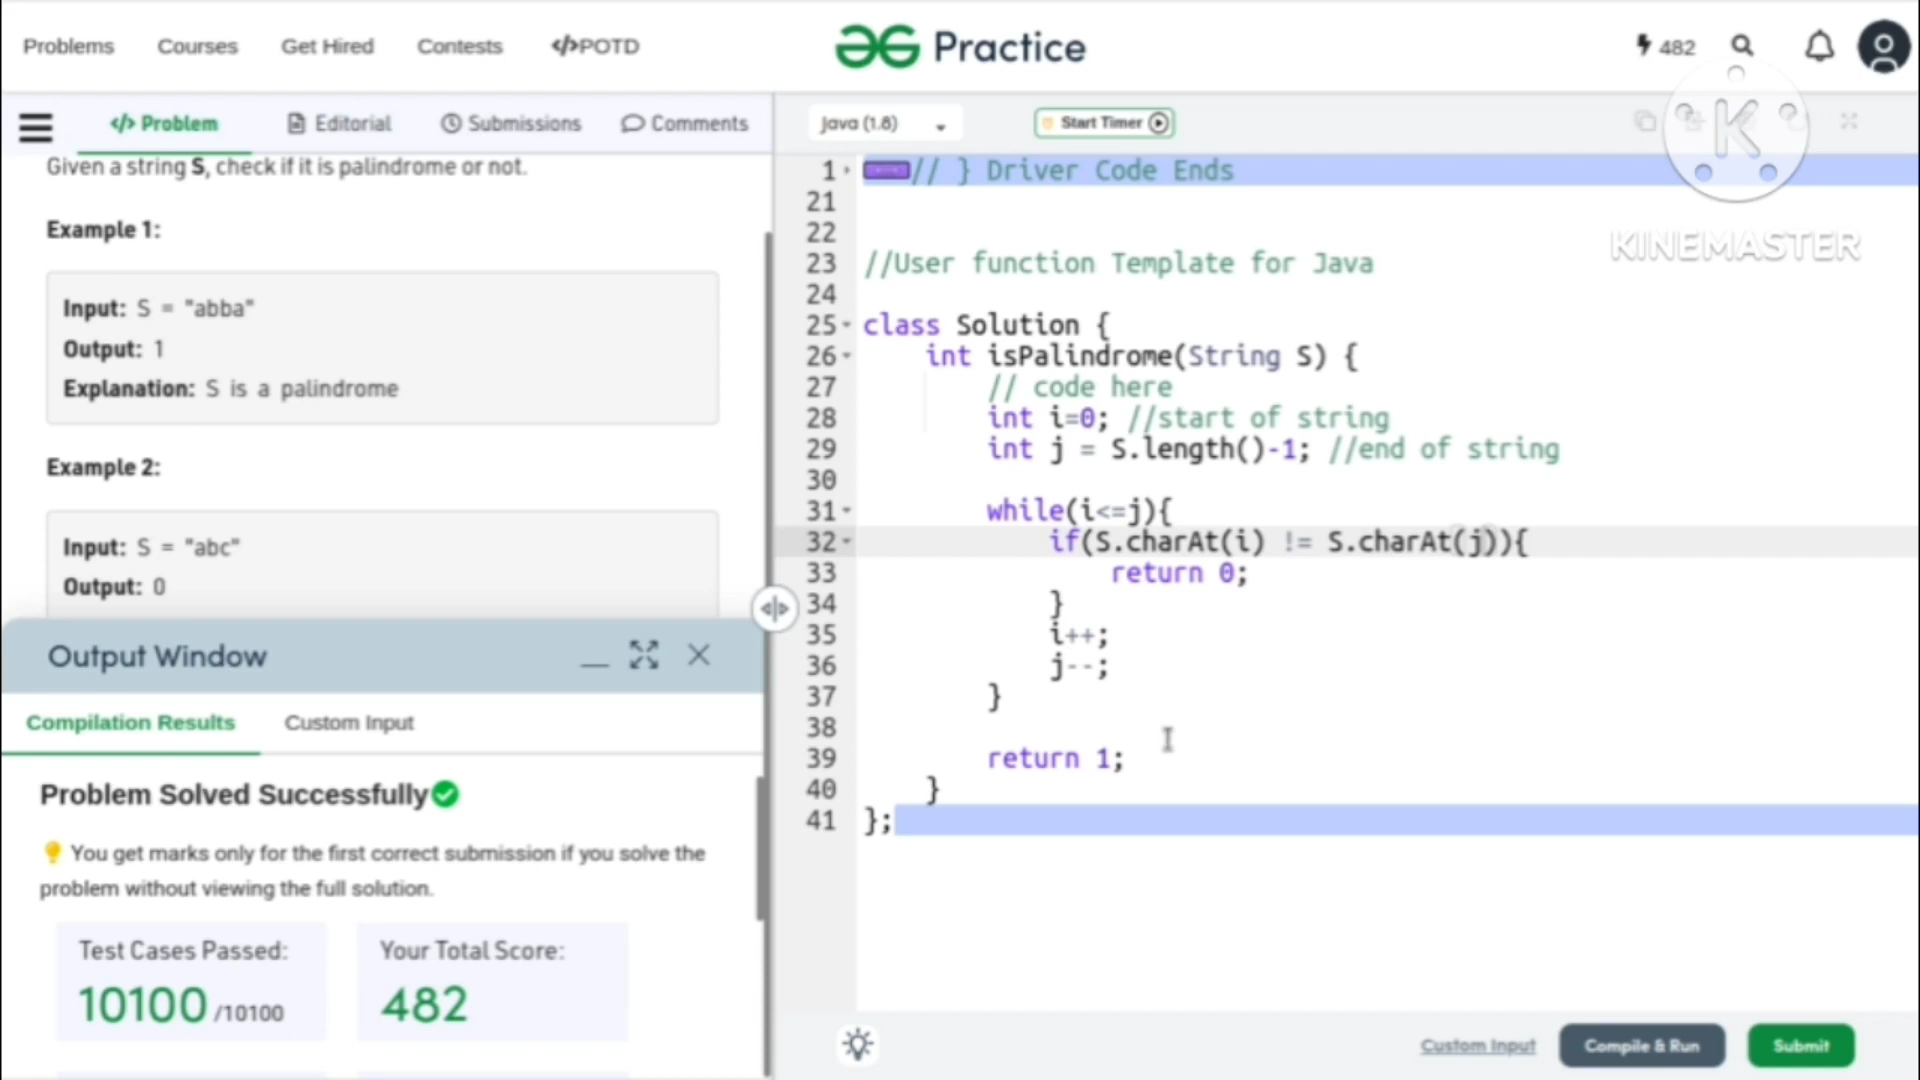 Problems Courses Get Hired Contests </>POTD
Practice
482
K
KINEMASTER
</> Problem Editorial Submissions Comments
Given a string S, check if it is palindrome or not.
Example 1:
Input: S = "abba"
Output: 1
Explanation: S is a palindrome
Example 2:
Input: S = "abc"
Output: 0
Output Window
Compilation Results Custom Input
Problem Solved Successfully
You get marks only for the first correct submission if you solve the
problem without viewing the full solution.
Test Cases Passed:
10100 /10100
Your Total Score:
482
Java (1.8) Start Timer
1 // } Driver Code Ends
21
22
23 //User function Template for Java
24
25 class Solution {
26     int isPalindrome(String S) {
27         // code here
28         int i=0; //start of string
29         int j = S.length()-1; //end of string
30
31         while(i<=j){
32             if(S.charAt(i) != S.charAt(j)){
33                 return 0;
34             }
35             i++;
36             j--;
37         }
38
39         return 1;
40     }
41 };
Custom Input Compile & Run Submit